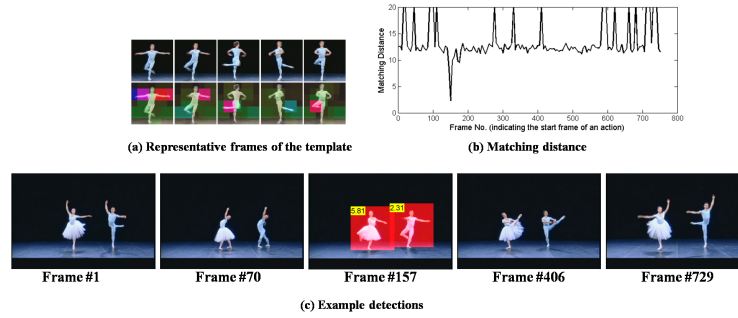 20
15
10
5
0
Matching Distance
0 100 200 300 400 500 600 700 800
Frame No. (indicating the start frame of an action)
(a) Representative frames of the template
(b) Matching distance
5.81
2.31
Frame #1
Frame #70
Frame #157
Frame #406
Frame #729
(c) Example detections